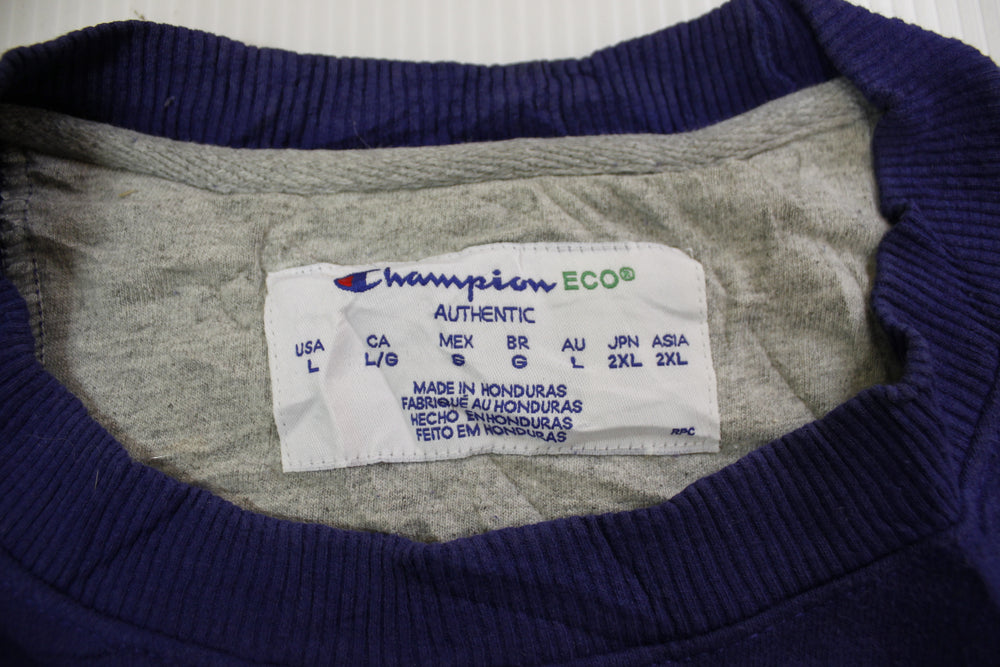 Champion ECO®
AUTHENTIC
USA CA MEX BR AU JPN ASIA
L L/G G G L 2XL 2XL
MADE IN HONDURAS
FABRIQUÉ AU HONDURAS
HECHO EN HONDURAS
FEITO EM HONDURAS
RPC